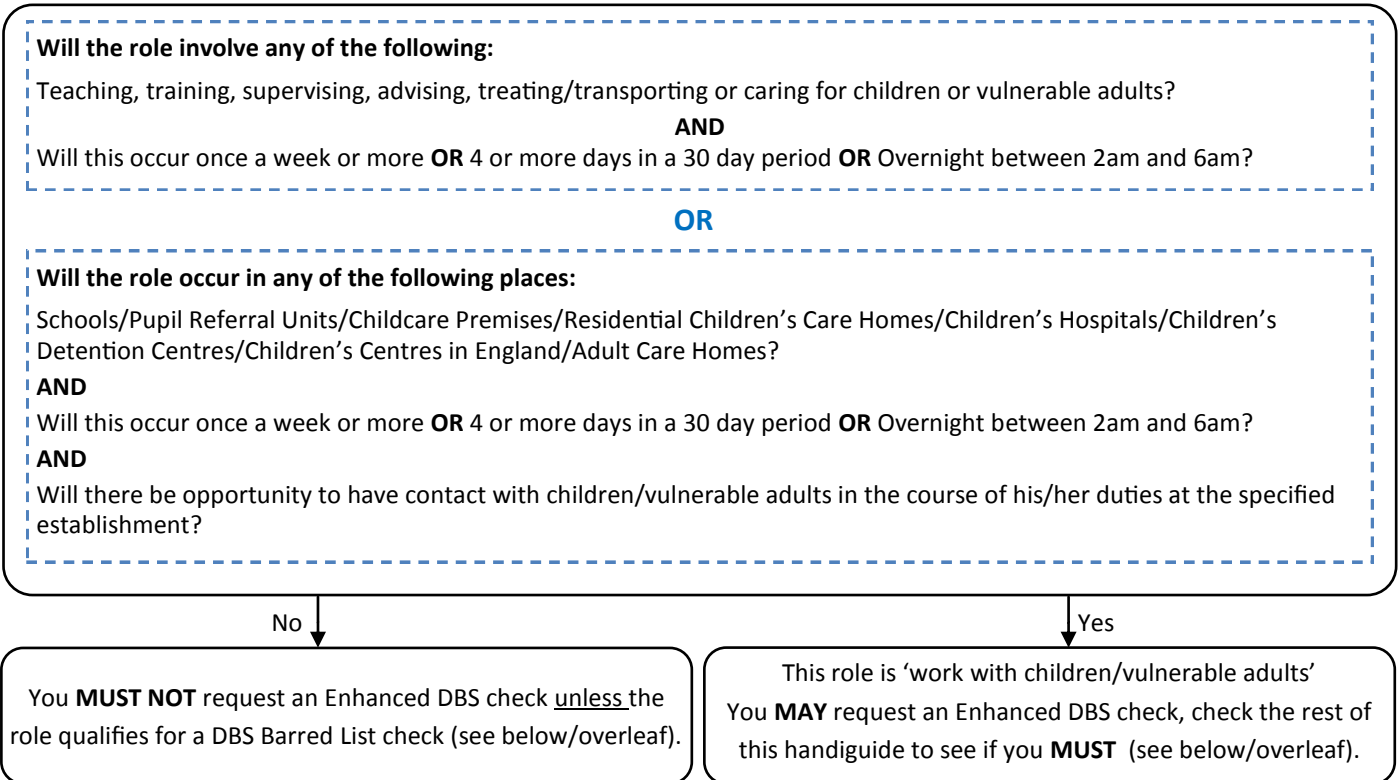 Will the role involve any of the following:
Teaching, training, supervising, advising, treating/transporting or caring for children or vulnerable adults?
AND
Will this occur once a week or more OR 4 or more days in a 30 day period OR Overnight between 2am and 6am?
OR
Will the role occur in any of the following places:
Schools/Pupil Referral Units/Childcare Premises/Residential Children's Care Homes/Children's Hospitals/Children's
Detention Centres/Children's Centres in England/Adult Care Homes?
AND
Will this occur once a week or more OR 4 or more days in a 30 day period OR Overnight between 2am and 6am?
AND
Will there be opportunity to have contact with children/vulnerable adults in the course of his/her duties at the specified
establishment?
No
Yes
You MUST NOT request an Enhanced DBS check unless the
role qualifies for a DBS Barred List check (see below/overleaf).
This role is 'work with children/vulnerable adults'
You MAY request an Enhanced DBS check, check the rest of
this handiguide to see if you MUST (see below/overleaf).